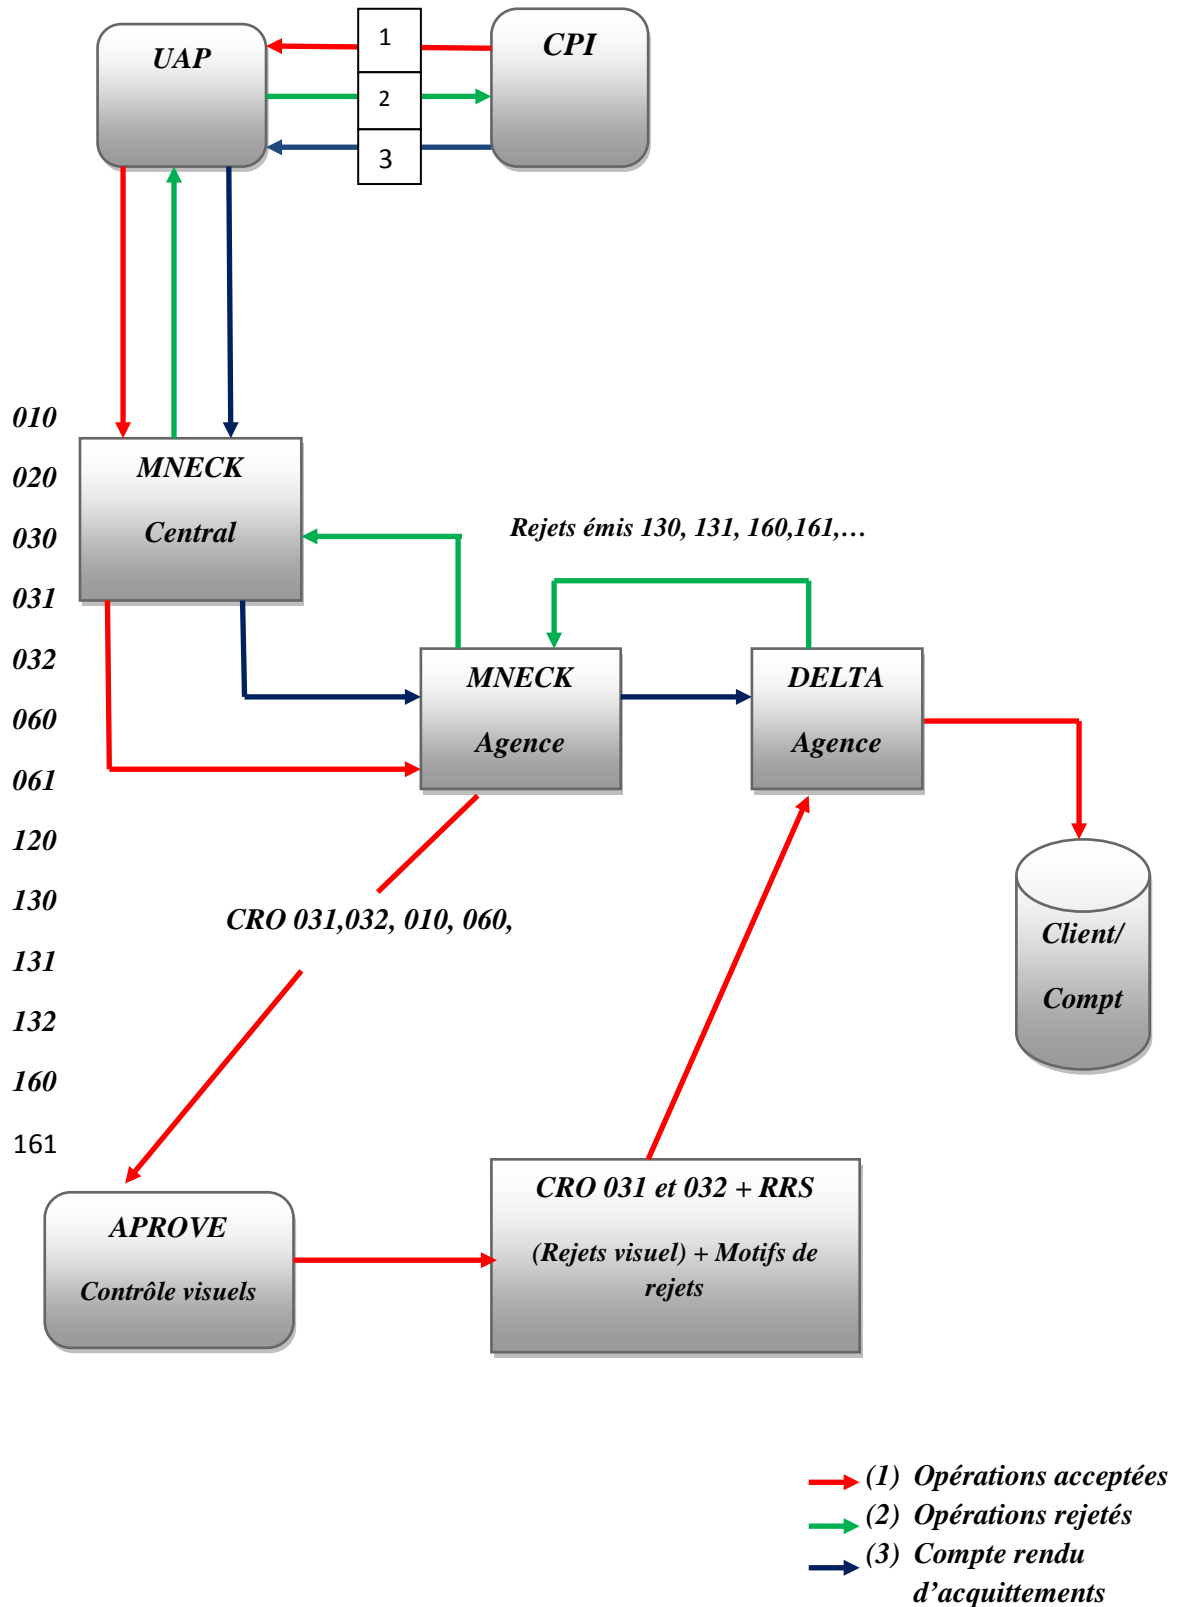 UAP
1
CPI
2
3
010
020
030
031
032
060
061
120
130
131
132
160
161
MNECK
Central
Rejets émis 130, 131, 160,161,…
MNECK
Agence
DELTA
Agence
CRO 031,032, 010, 060,
Client/
Compt
APROVE
Contrôle visuels
CRO 031 et 032 + RRS
(Rejets visuel) + Motifs de
rejets
(1) Opérations acceptées
(2) Opérations rejetés
(3) Compte rendu
d’acquittements